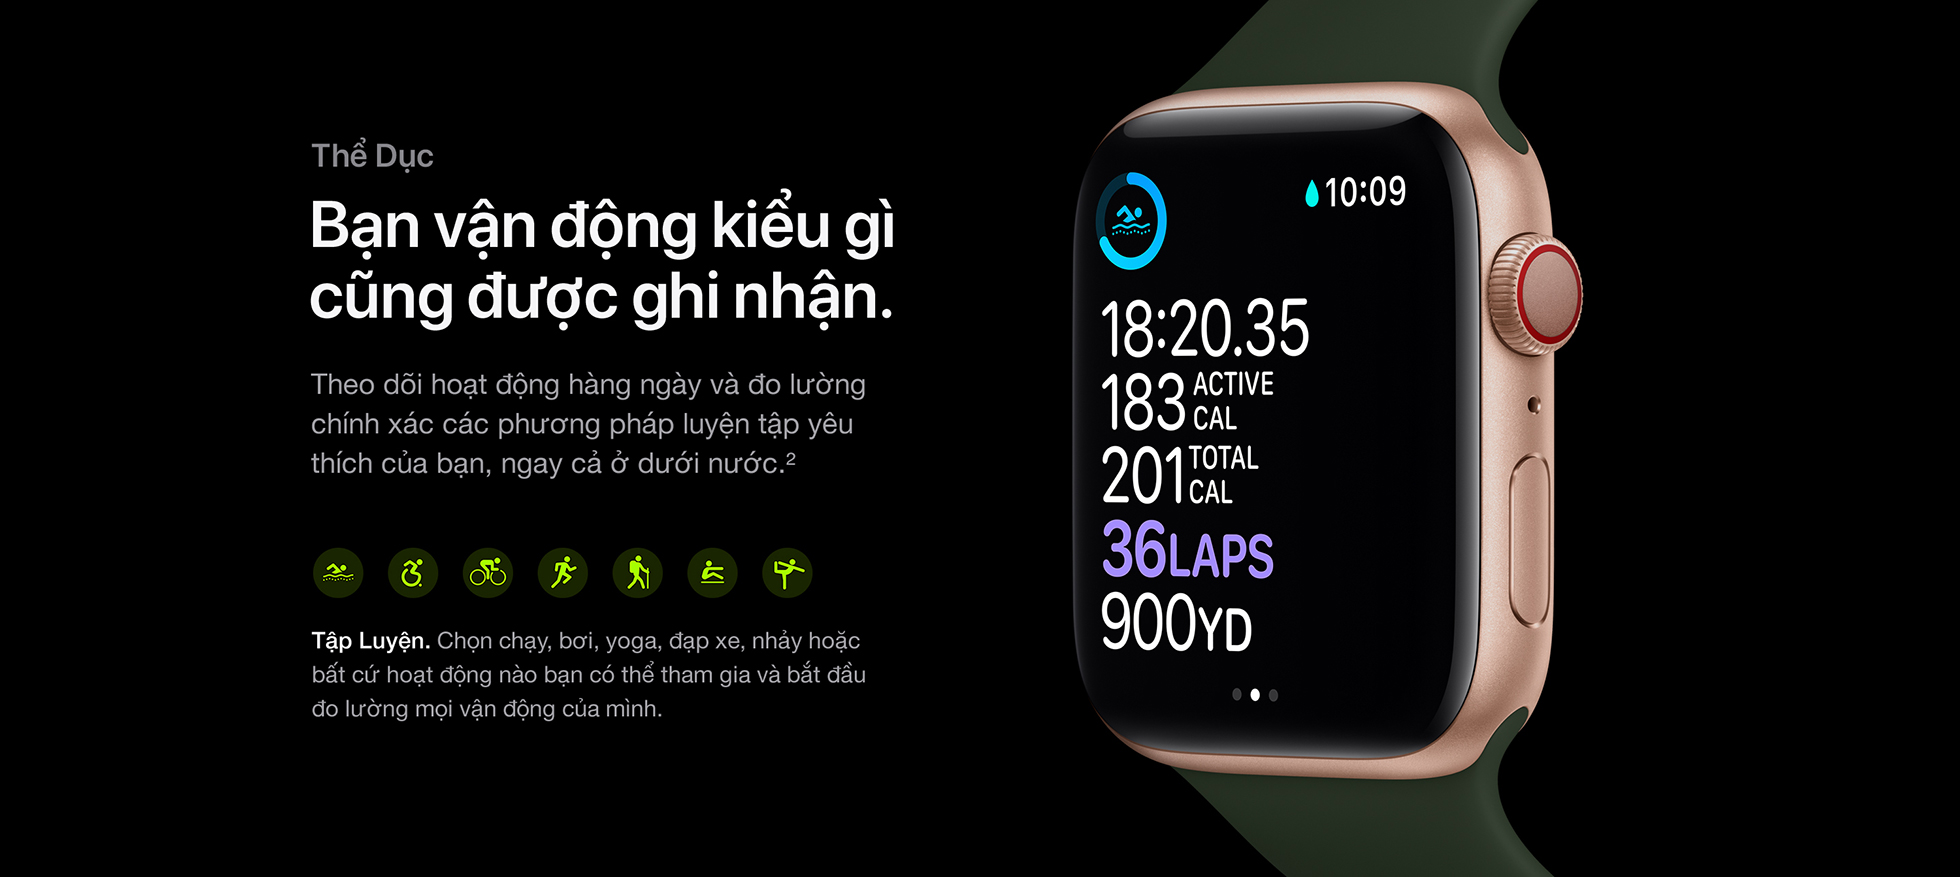 Thể Dục
Bạn vận động kiểu gì
cũng được ghi nhận.
Theo dõi hoạt động hàng ngày và đo lường
chính xác các phương pháp luyện tập yêu
thích của bạn, ngay cả ở dưới nước.²
Tập Luyện. Chọn chạy, bơi, yoga, đạp xe, nhảy hoặc
bất cứ hoạt động nào bạn có thể tham gia và bắt đầu
đo lường mọi vận động của mình.
10:09
18:20.35
183 ACTIVE
CAL
201 TOTAL
CAL
36LAPS
900YD